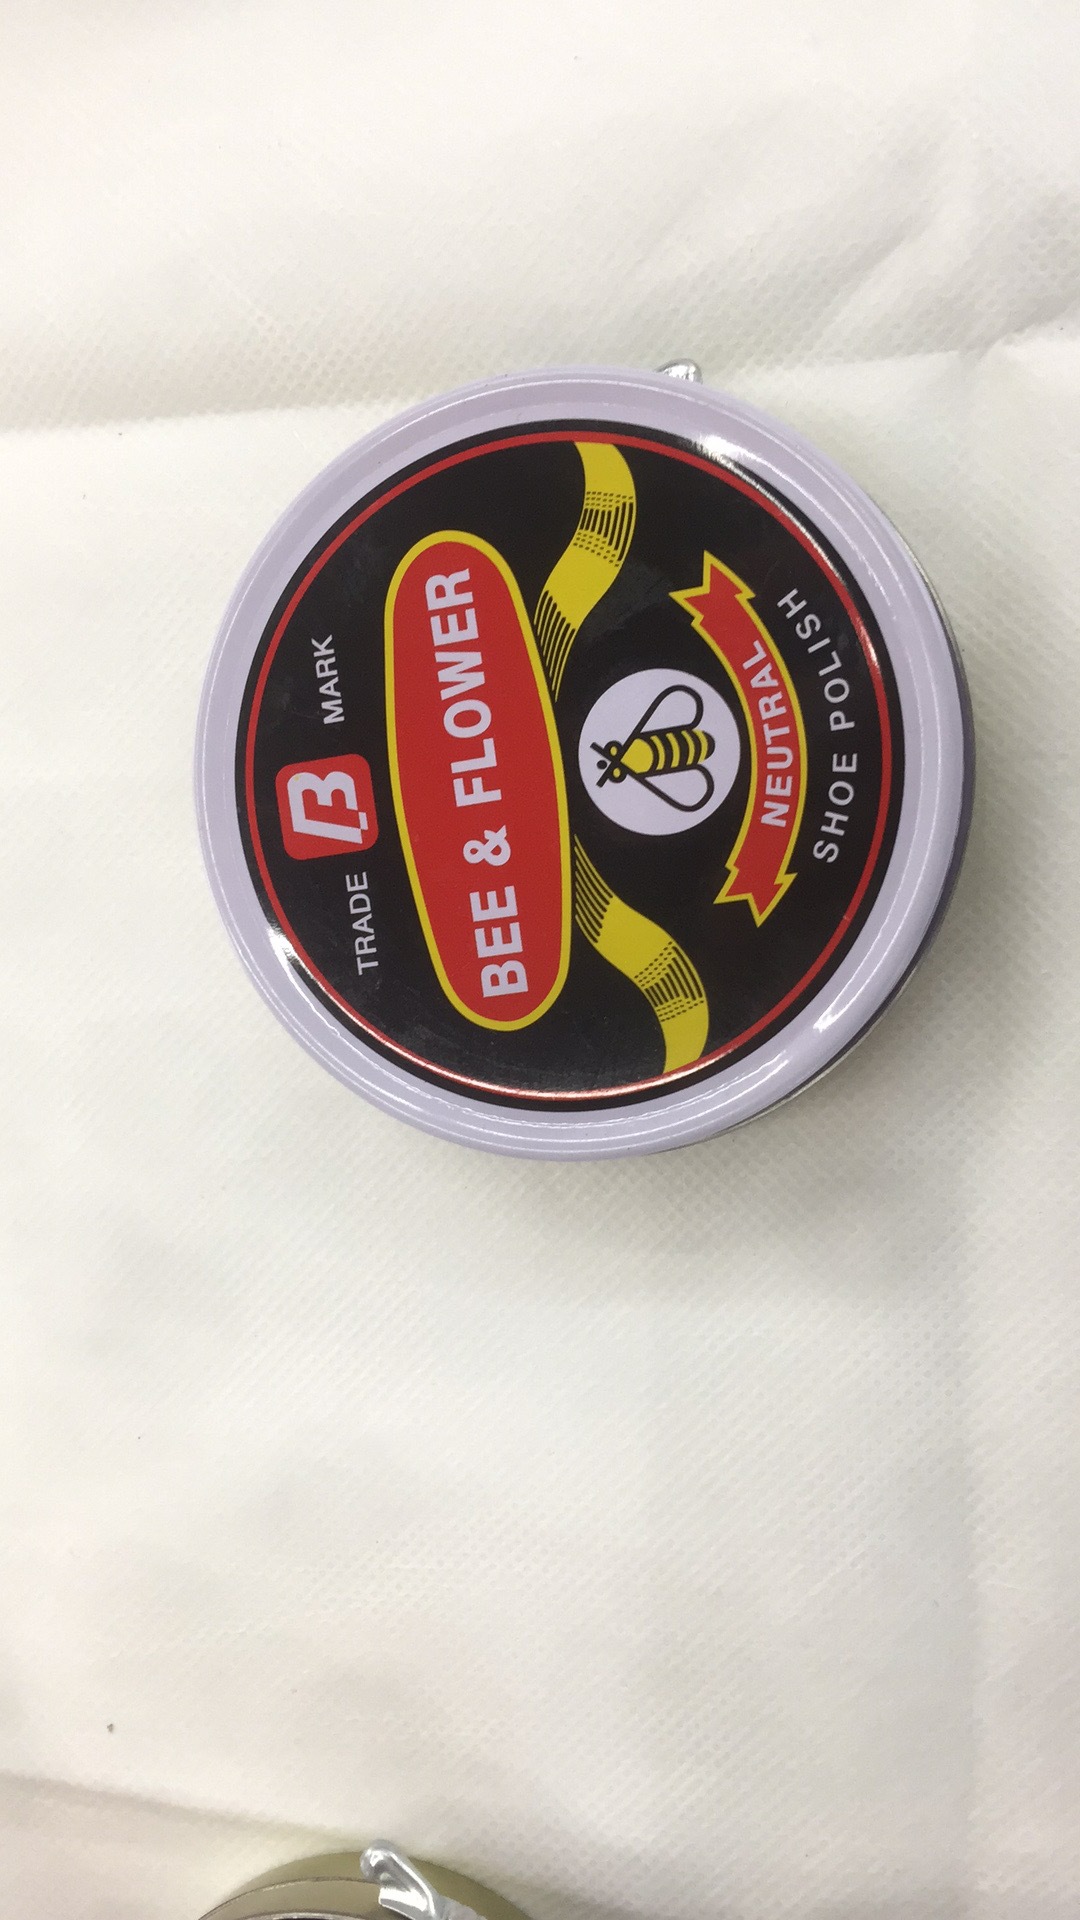 TRADE B MARK
BEE & FLOWER
NEUTRAL
SHOE POLISH